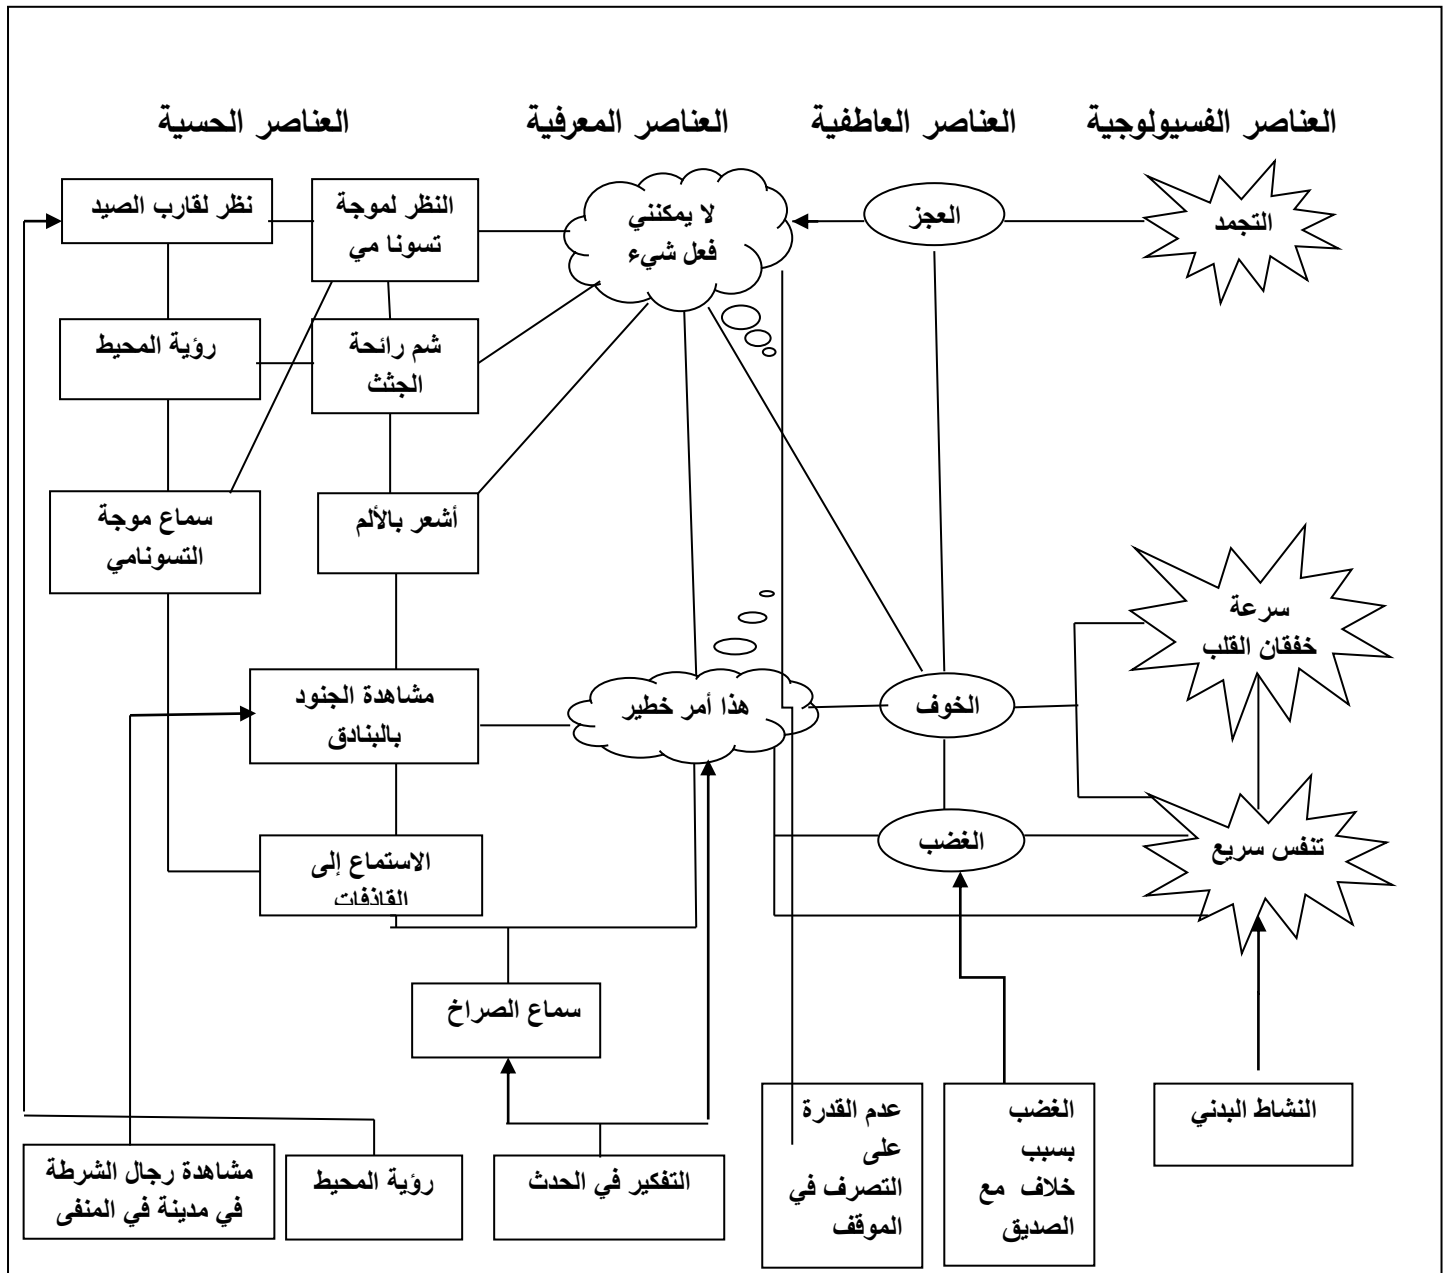 العناصر الفسيولوجية
العناصر العاطفية
العناصر المعرفية
العناصر الحسية
التجمد
العجز
لا يمكنني
فعل شيء
النظر لموجة
تسونا مي
نظر لقارب الصيد
شم رائحة
الجثث
رؤية المحيط
أشعر بالألم
سماع موجة
التسونامي
سرعة
خفقان القلب
الخوف
هذا أمر خطير
مشاهدة الجنود
بالبنادق
تنفس سريع
الغضب
الاستماع إلى
القاذفات
سماع الصراخ
النشاط البدني
الغضب
بسبب
خلاف مع
الصديق
عدم القدرة
على
التصرف في
الموقف
التفكير في الحدث
رؤية المحيط
مشاهدة رجال الشرطة
في مدينة في المنفى